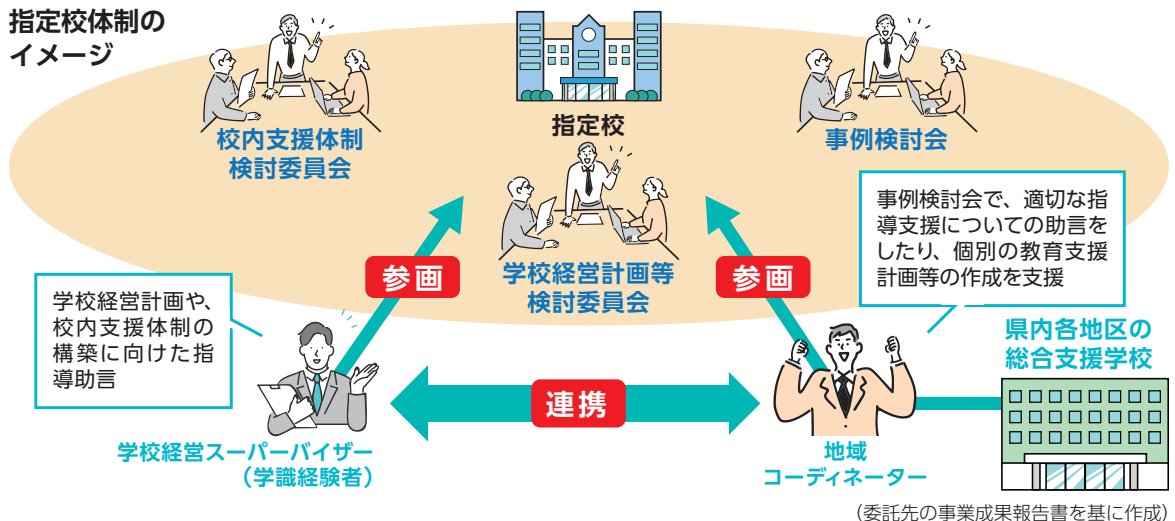 指定校体制の
イメージ
指定校
校内支援体制
検討委員会
事例検討会
学校経営計画等
検討委員会
参画
参画
事例検討会で、適切な指
導支援についての助言を
したり、個別の教育支援
計画等の作成を支援
学校経営計画や、
校内支援体制の
構築に向けた指
導助言
県内各地区の
総合支援学校
連携
学校経営スーパーバイザー
（学識経験者）
地域
コーディネーター
（委託先の事業成果報告書を基に作成）